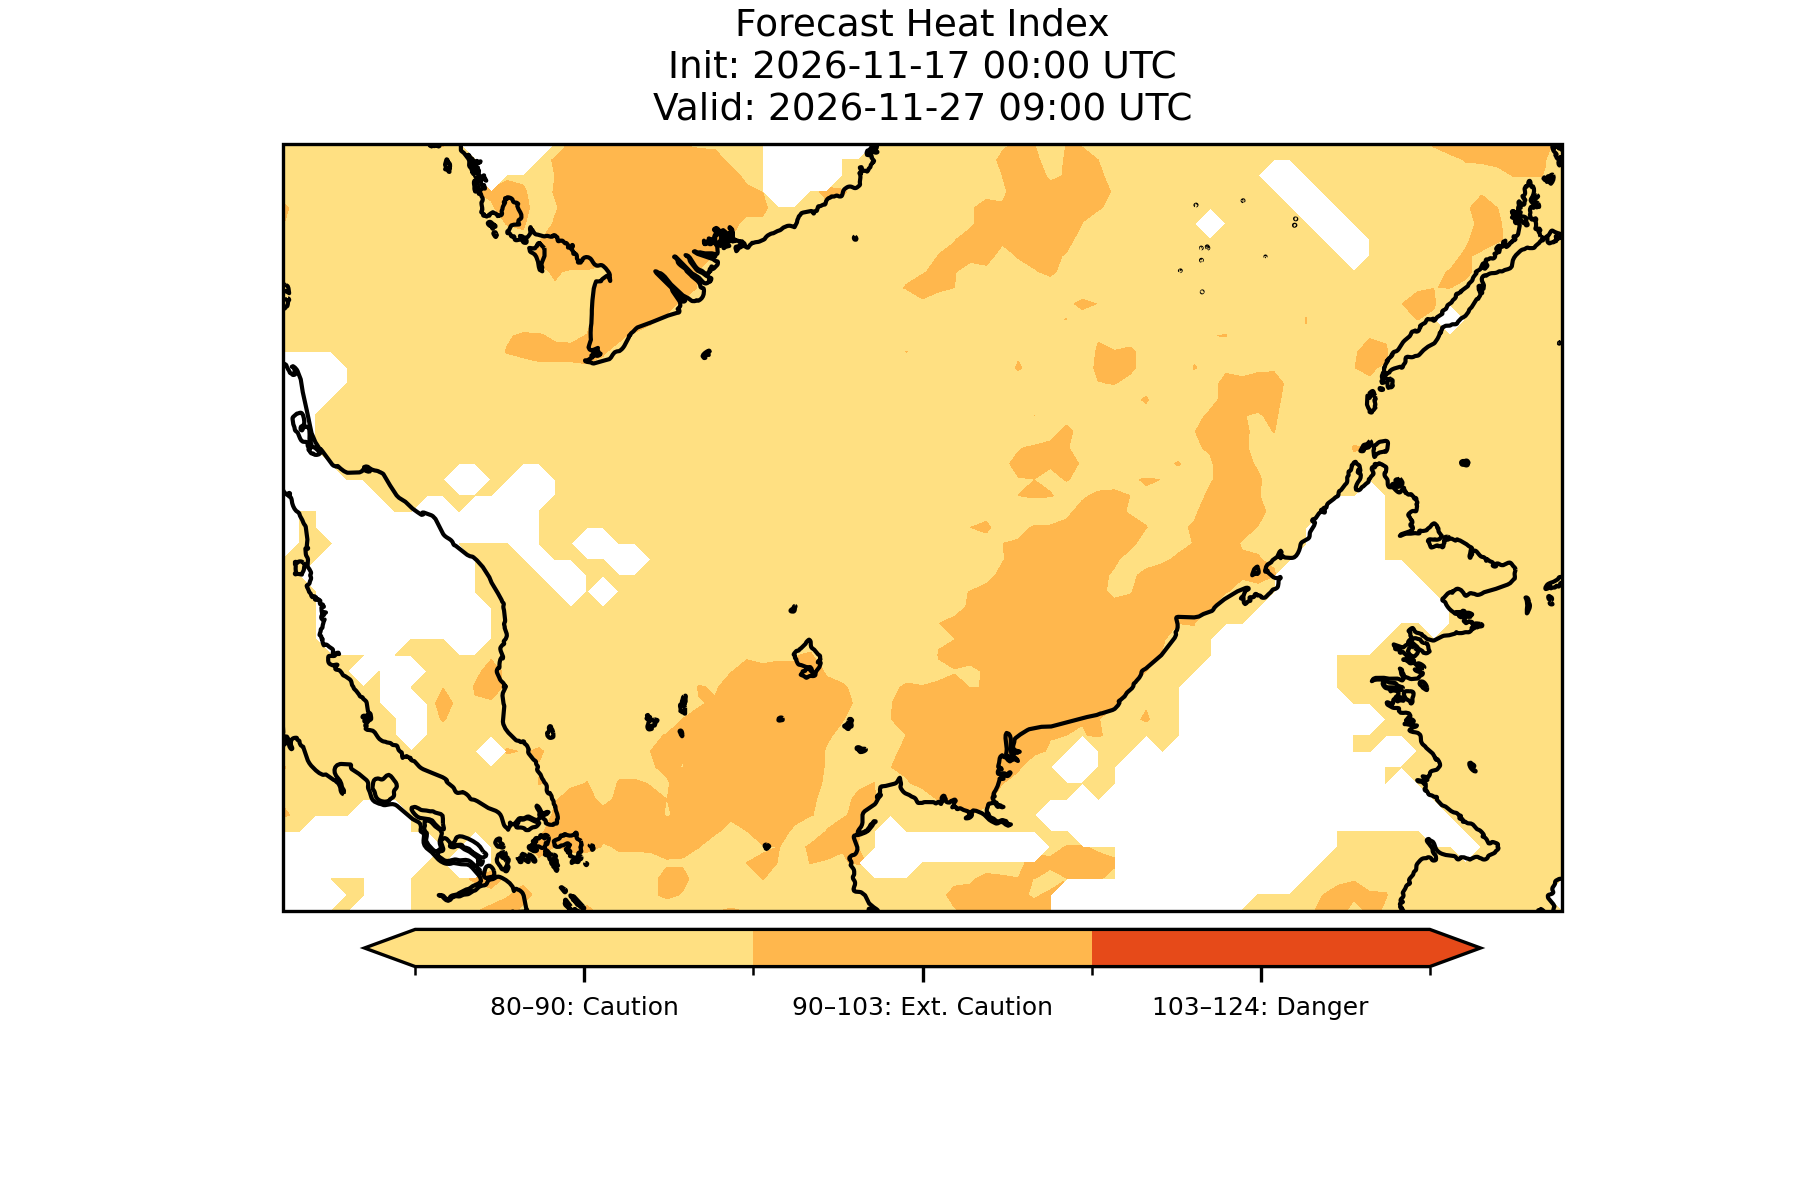 Forecast Heat Index
Init: 2026-11-17 00:00 UTC
Valid: 2026-11-27 09:00 UTC
80–90: Caution
90–103: Ext. Caution
103–124: Danger